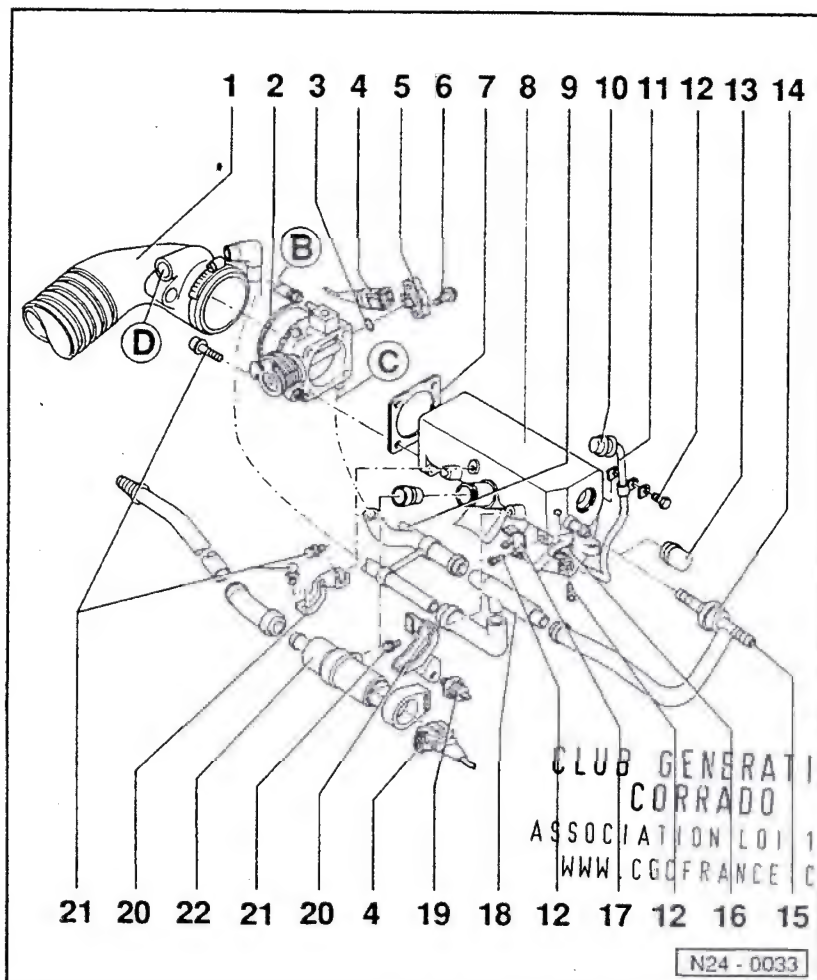 1 2 3 4 5 6 7 8 9 10 11 12 13 14
B
D
C
CLUB GENERATI
CORRADO
ASSOCIATION LOI 1
WWW.CGCFRANCE.C
21 20 22 21 20 4 19 18 12 17 12 16 15
N24 - 0033